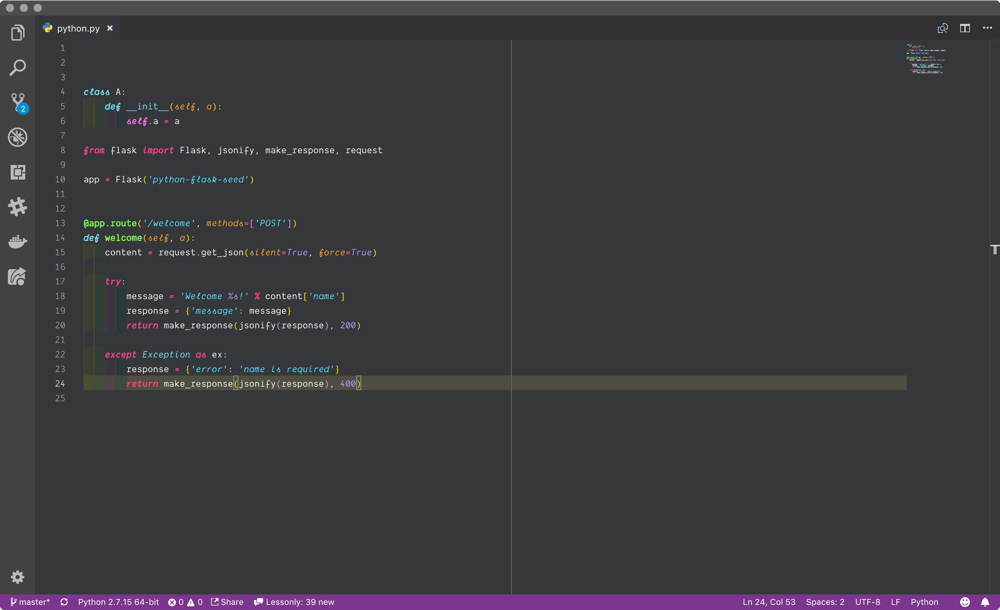 python.py
1
2
3
4 class A:
5     def __init__(self, a):
6         self.a = a
7
8 from flask import Flask, jsonify, make_response, request
9
10 app = Flask('python-flask-seed')
11
12
13 @app.route('/welcome', methods=['POST'])
14 def welcome(self, a):
15     content = request.get_json(silent=True, force=True)
16
17     try:
18         message = 'Welcome %s!' % content['name']
19         response = {'message': message}
20         return make_response(jsonify(response), 200)
21
22     except Exception as ex:
23         response = {'error': 'name is required'}
24         return make_response(jsonify(response), 400)
25
2
T
master* Python 2.7.15 64-bit 0 0 Share Lessonly: 39 new Ln 24, Col 53 Spaces: 2 UTF-8 LF Python